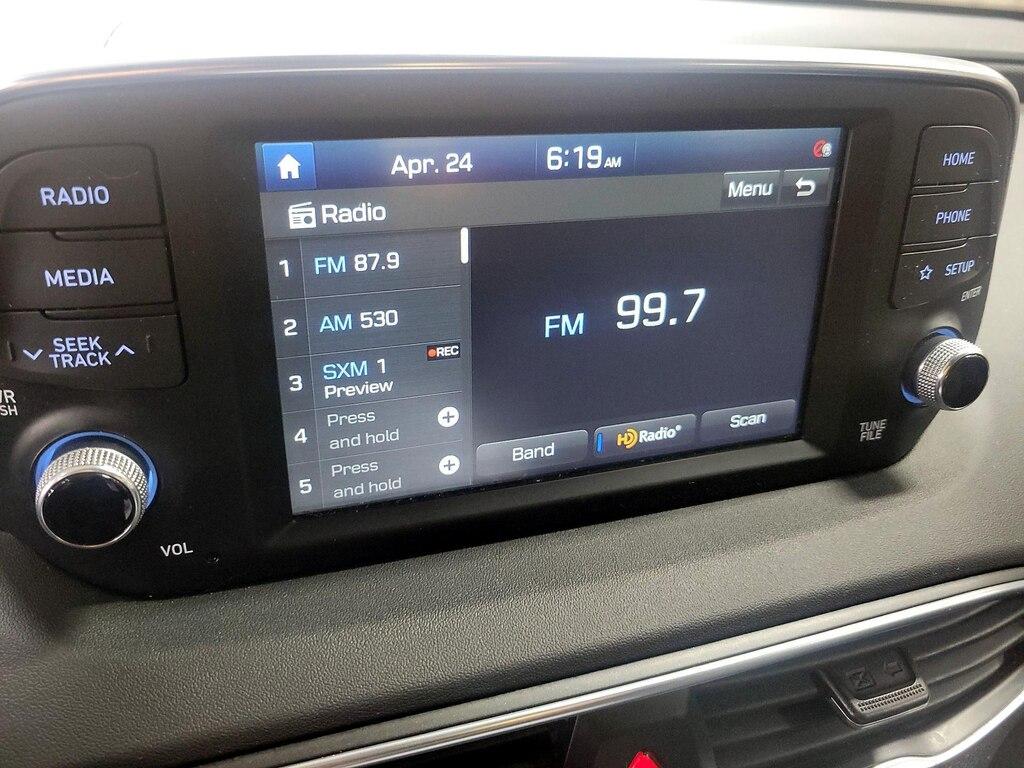 RADIO
MEDIA
SEEK
TRACK
VOL
Apr. 24
6:19 AM
Menu
Radio
1 FM 87.9
2 AM 530
REC
3 SXM 1
Preview
4 Press
and hold
5 Press
and hold
FM 99.7
Band
HD Radio®
Scan
HOME
PHONE
SETUP
ENTER
TUNE
FILE